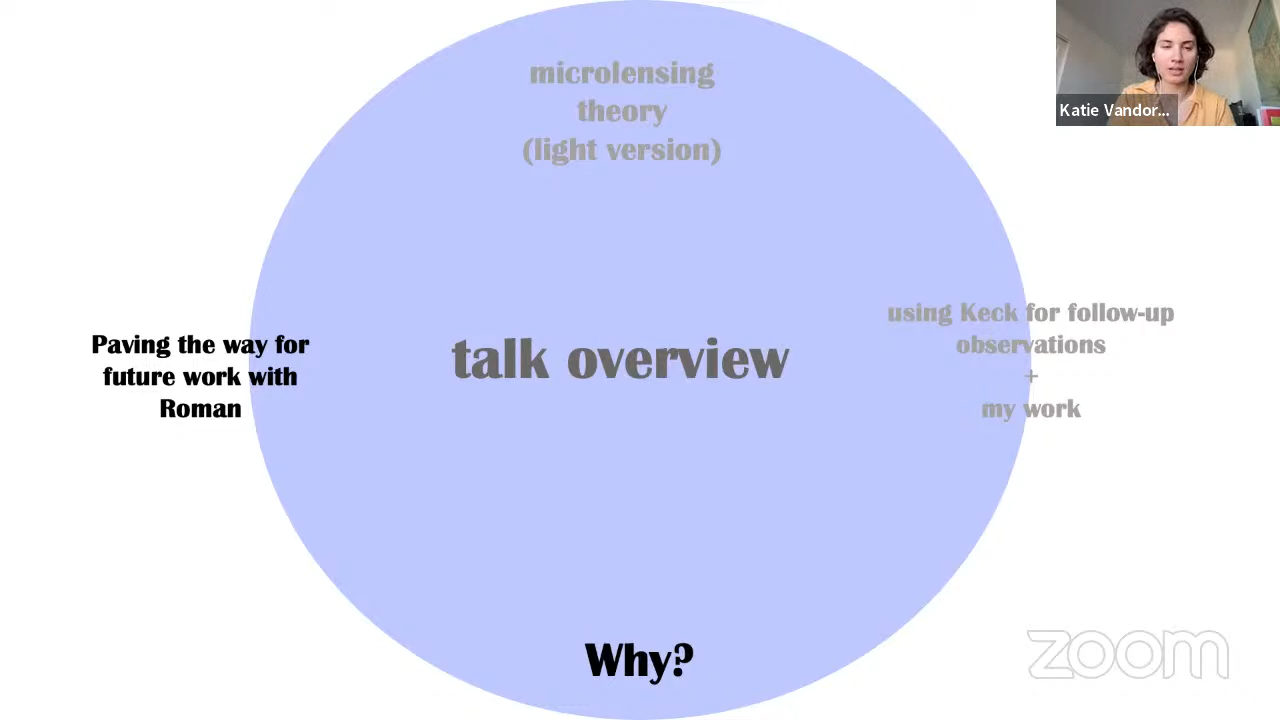 microlensing
theory
(light version)
Katie Vandor...
using Keck for follow-up
observations
+
my work
Paving the way for
future work with
Roman
talk overview
Why?
zoom